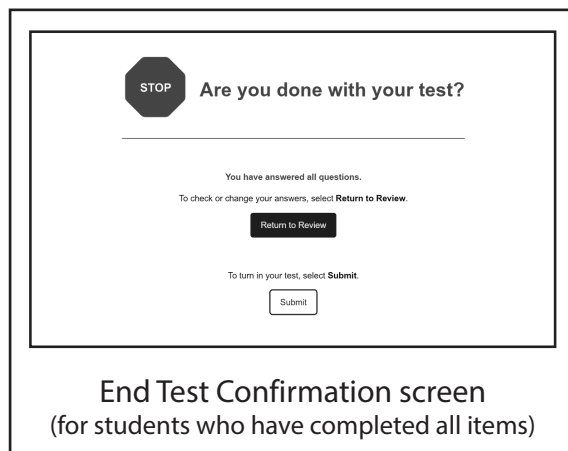 STOP
Are you done with your test?
You have answered all questions.
To check or change your answers, select Return to Review.
Return to Review
To turn in your test, select Submit.
Submit
End Test Confirmation screen
(for students who have completed all items)